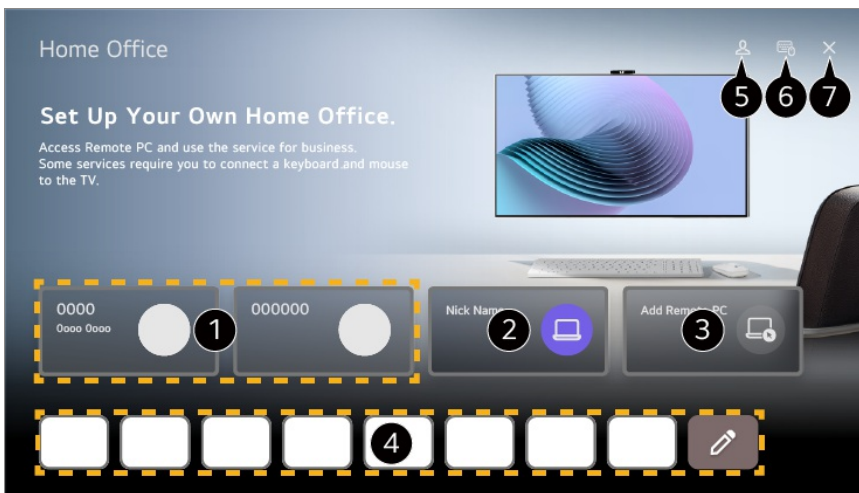 Home Office
5 6 7
Set Up Your Own Home Office.
Access Remote PC and use the service for business.
Some services require you to connect a keyboard.and mouse
to the TV.
0000
0ooo 0ooo
1
000000
Nick Name
2
Add Remote PC
3
4